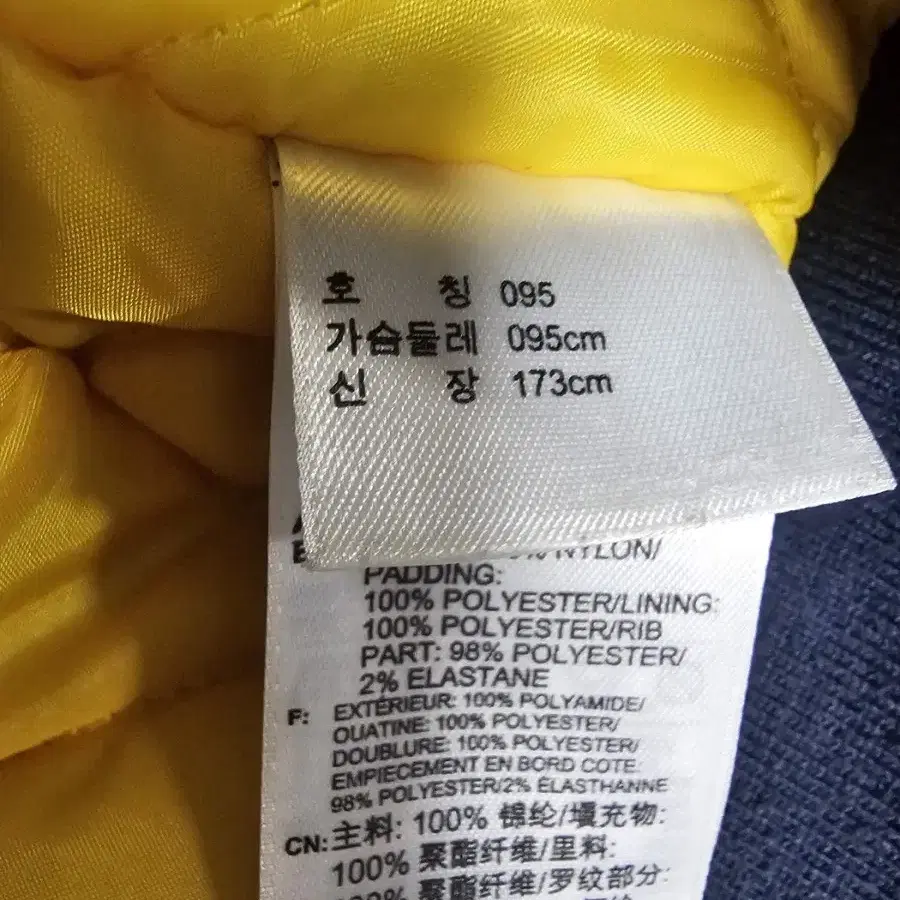 호 칭 095
가슴둘레 095cm
신 장 173cm
NYLON/
PADDING:
100% POLYESTER/LINING:
100% POLYESTER/RIB
PART: 98% POLYESTER/
2% ELASTANE
F: EXTÉRIEUR: 100% POLYAMIDE/
OUATINE: 100% POLYESTER/
DOUBLURE: 100% POLYESTER/
EMPIECEMENT EN BORD COTE:
98% POLYESTER/2% ÉLASTHANNE
CN: 主料: 100% 锦纶/填充物:
100% 聚酯纤维/里料:
100% 聚酯纤维/罗纹部分: